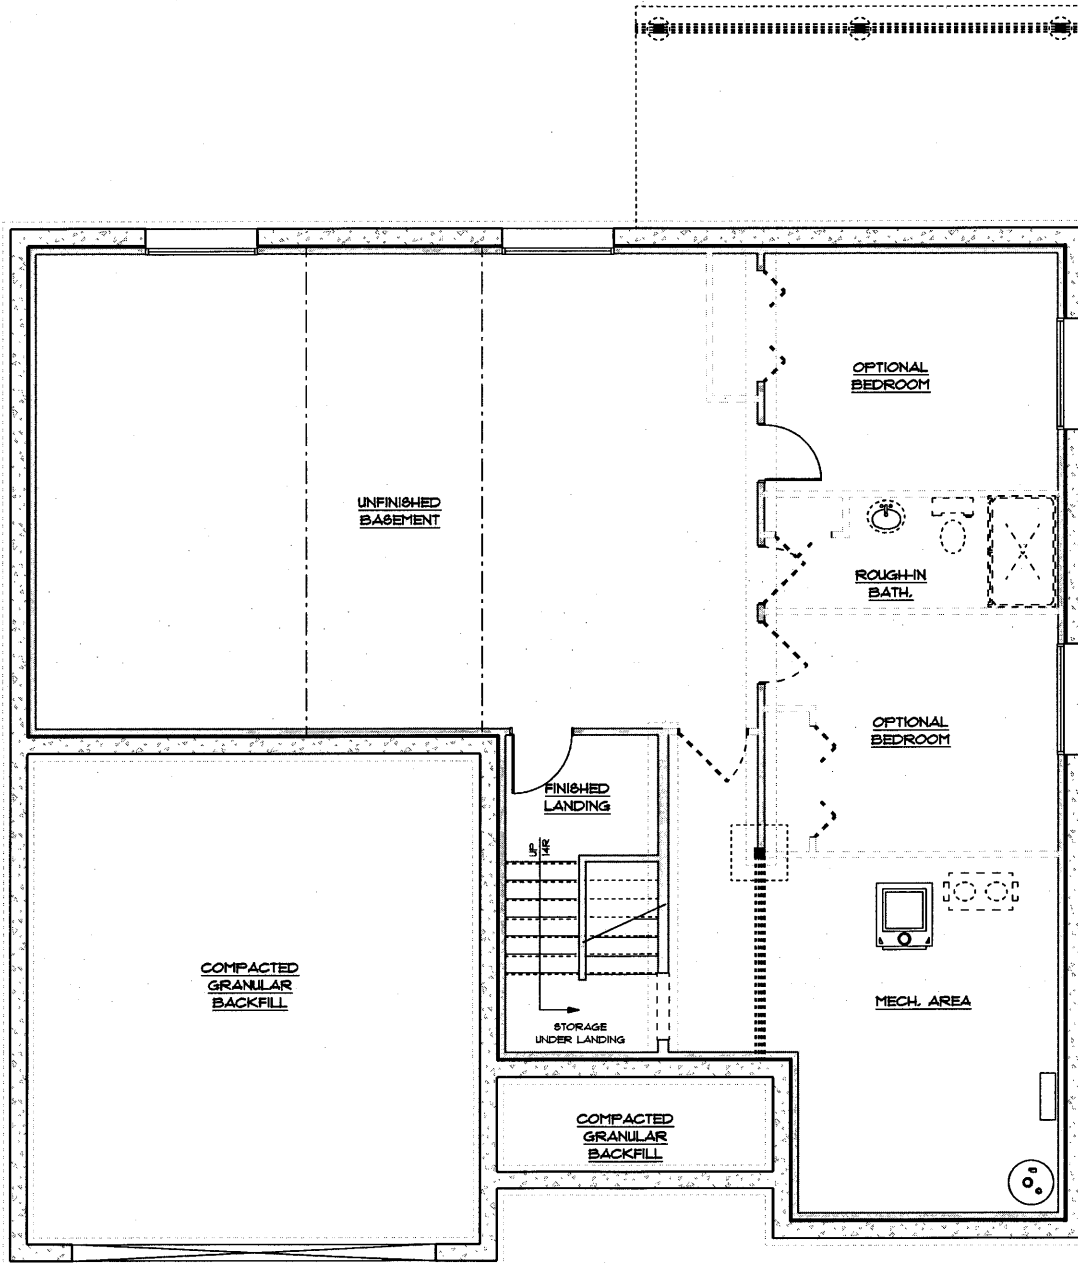 OPTIONAL
BEDROOM
UNFINISHED
BASEMENT
ROUGH-IN
BATH.
OPTIONAL
BEDROOM
FINISHED
LANDING
UP
14R
COMPACTED
GRANULAR
BACKFILL
MECH. AREA
STORAGE
UNDER LANDING
COMPACTED
GRANULAR
BACKFILL